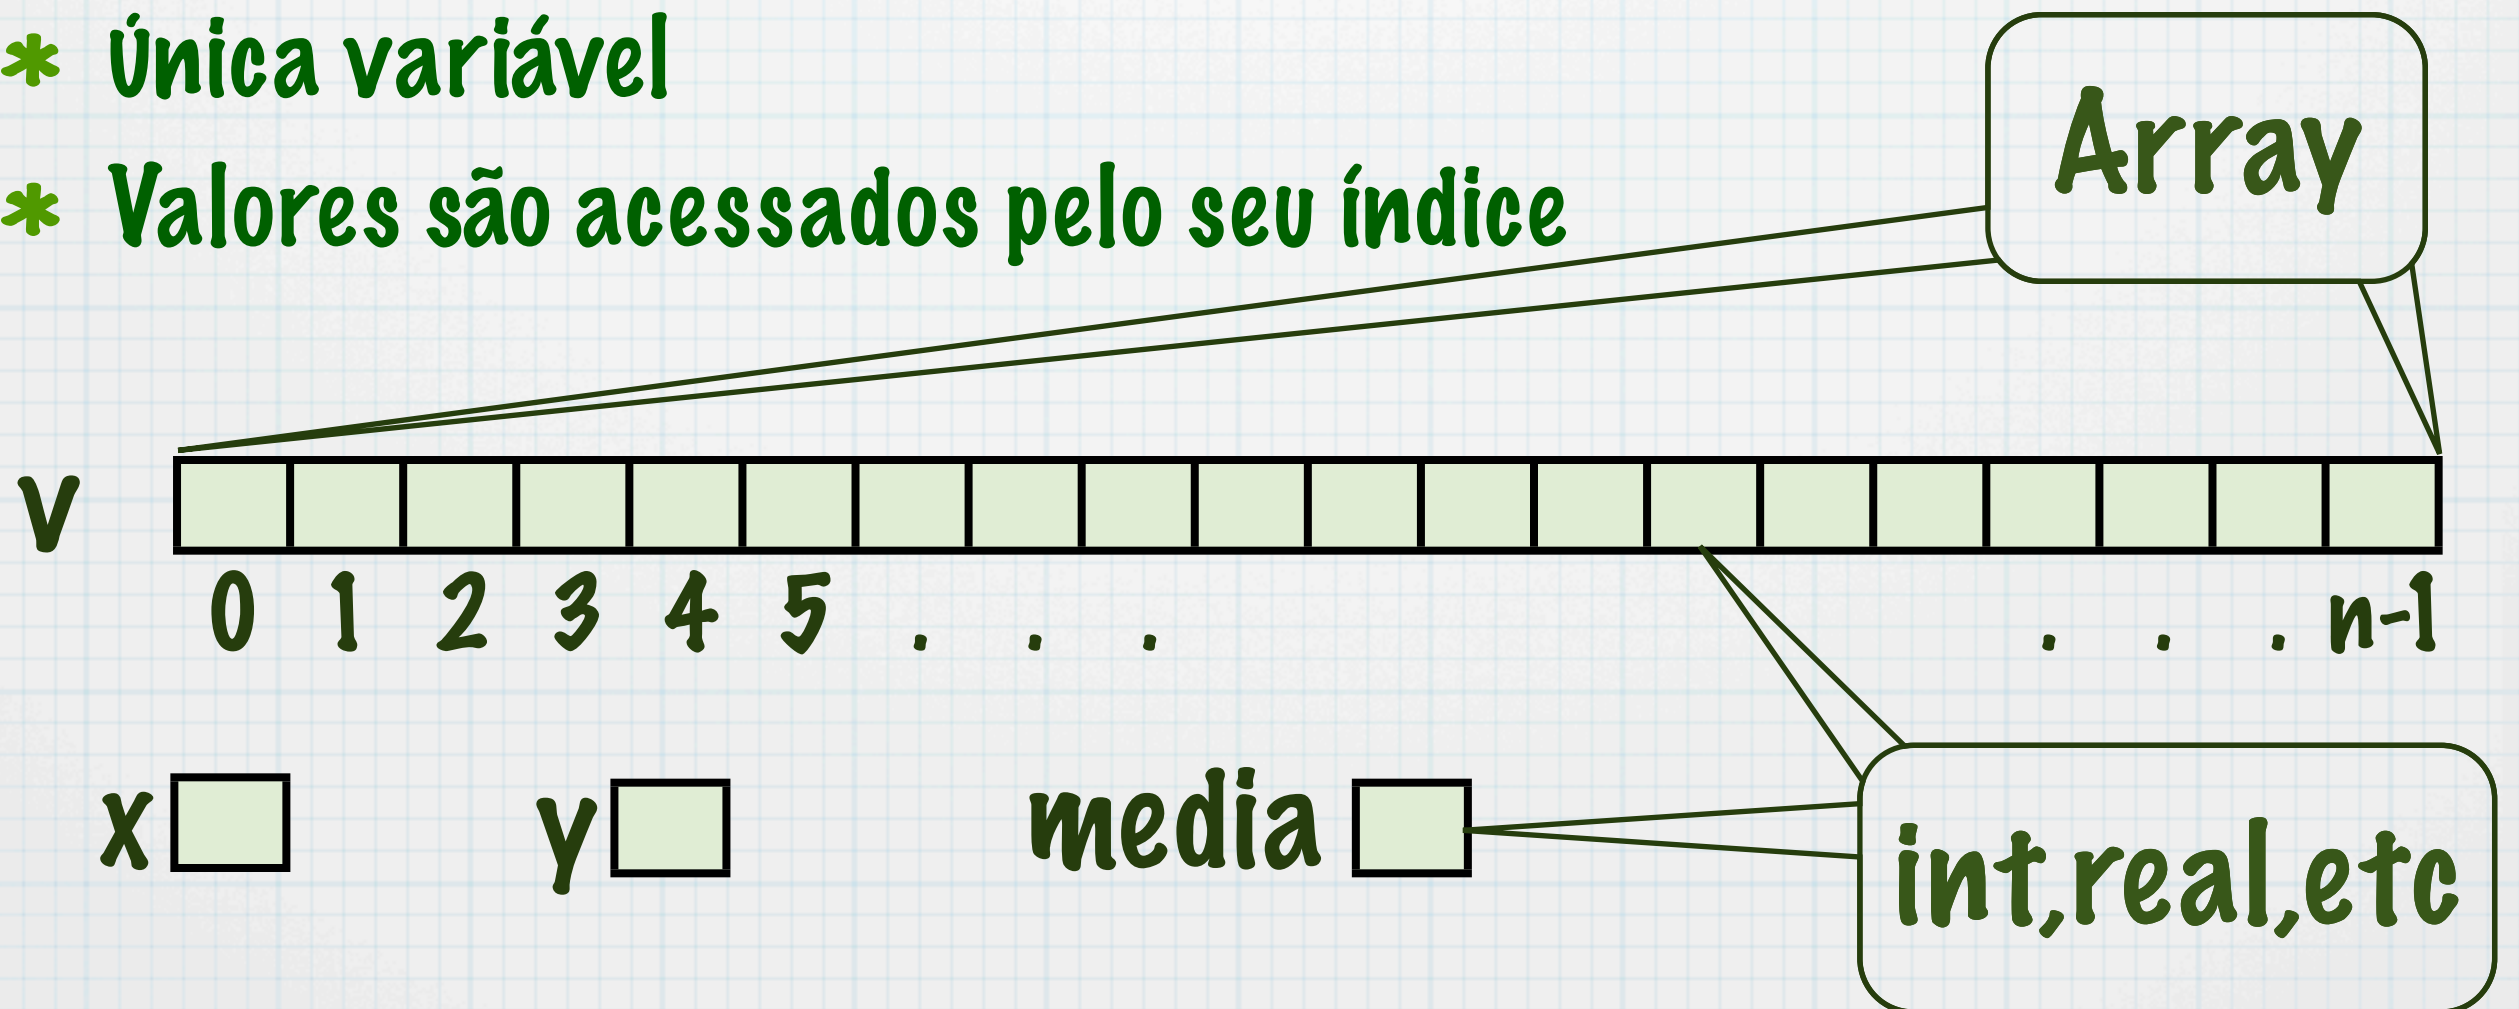 * Única variável
Array
* Valores são acessados pelo seu índice
v
0 1 2 3 4 5 . . . . . . n-1
x y media
int,real,etc